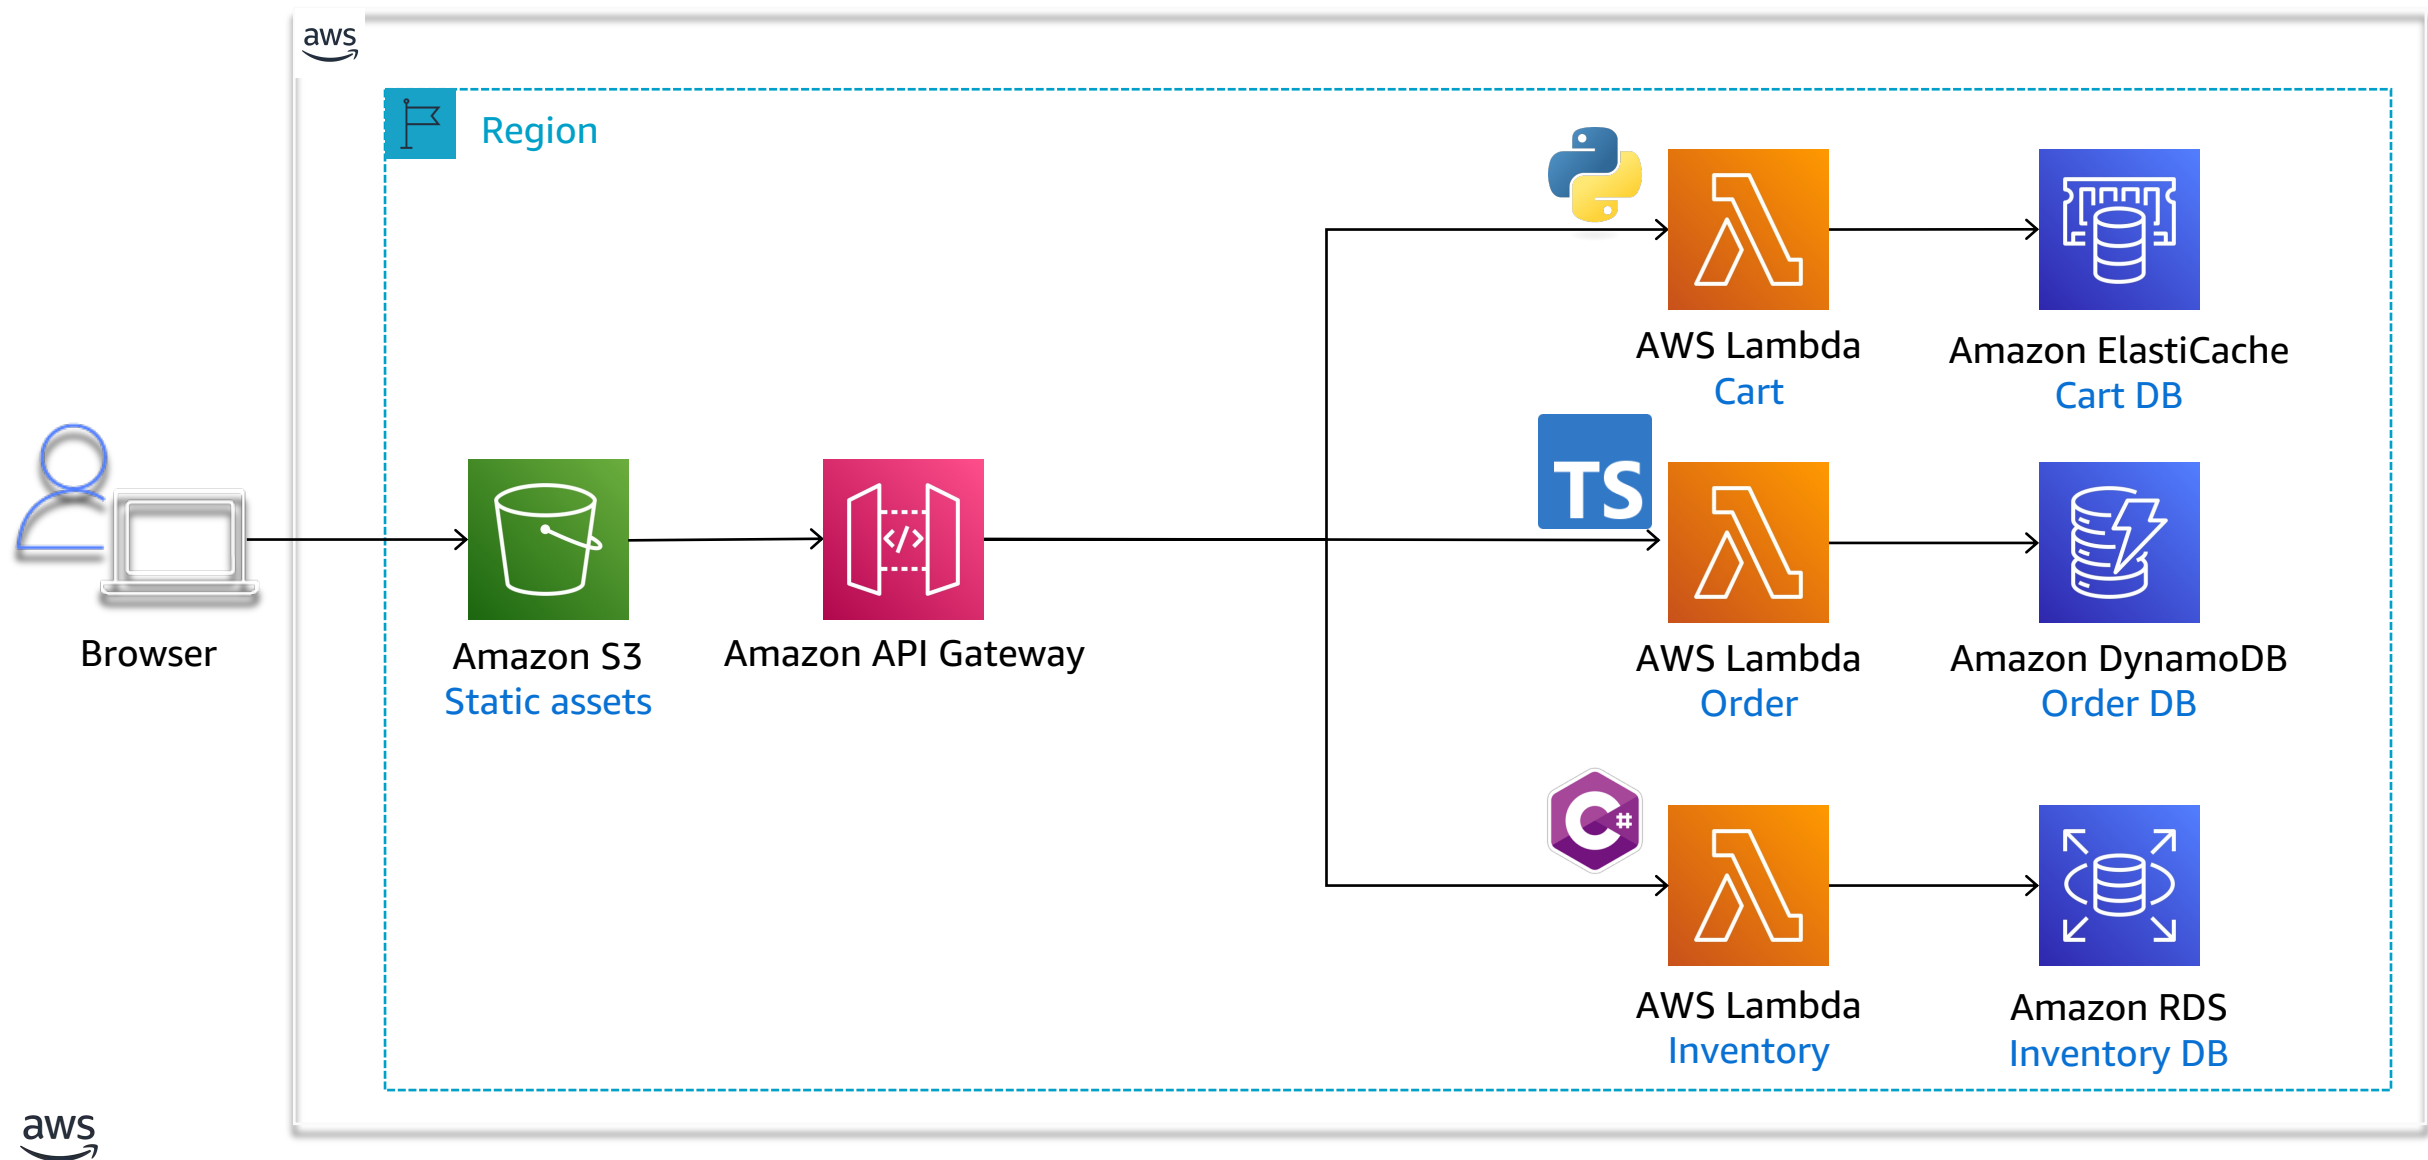 aws
Region
AWS Lambda
Cart
Amazon ElastiCache
Cart DB
TS
Browser
Amazon S3
Static assets
Amazon API Gateway
</>
AWS Lambda
Order
Amazon DynamoDB
Order DB
C#
AWS Lambda
Inventory
Amazon RDS
Inventory DB
aws